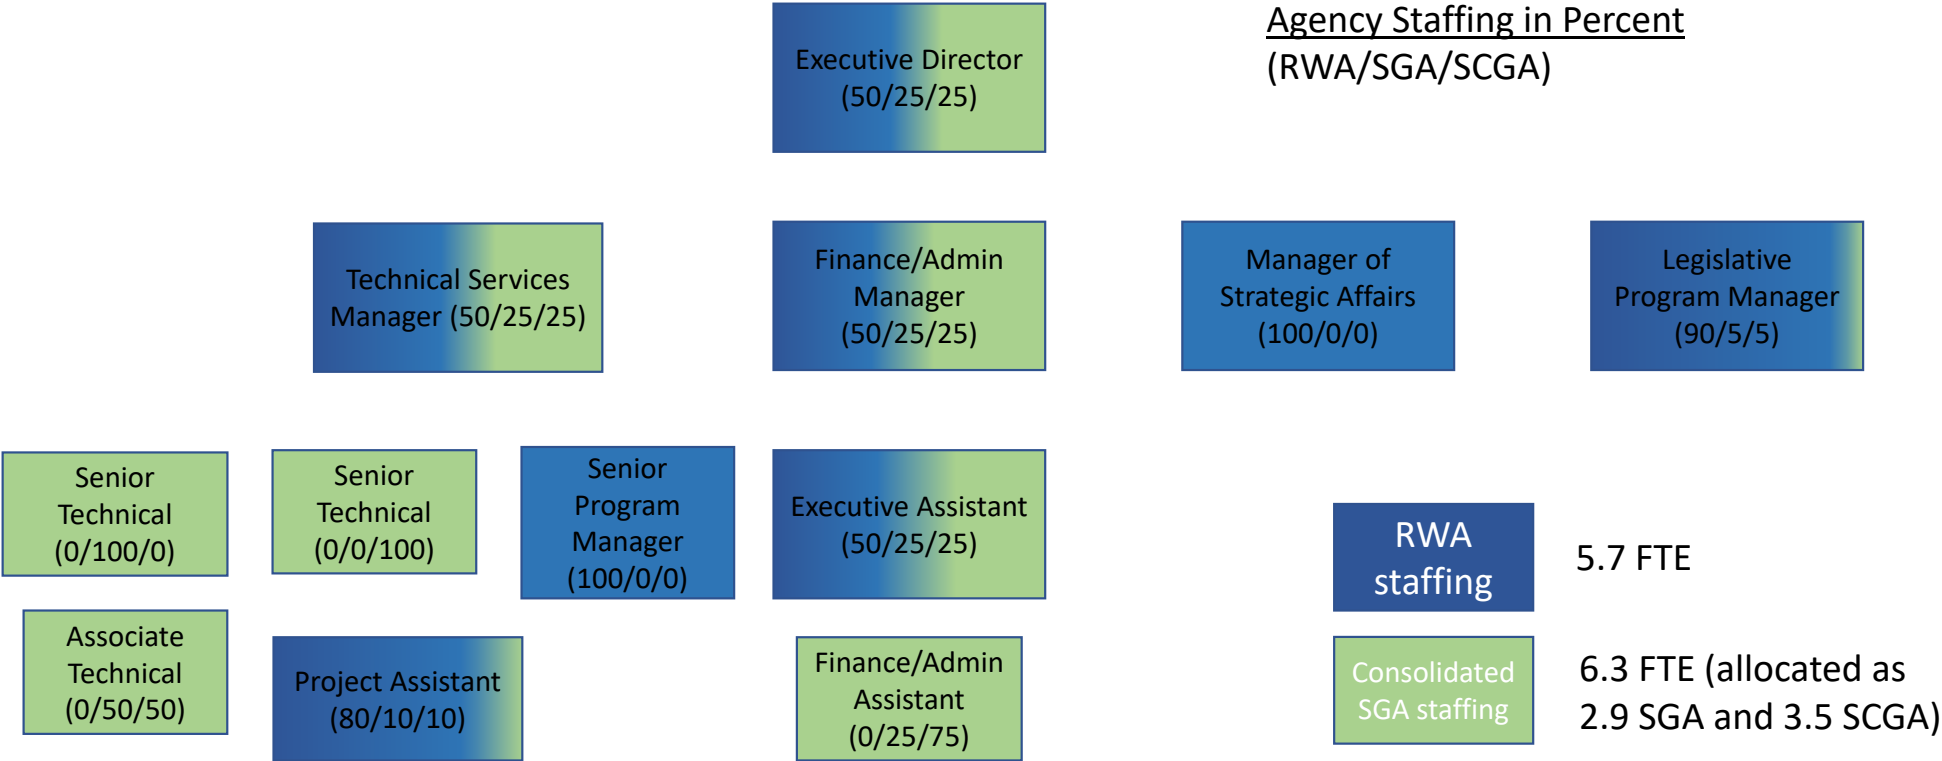 Agency Staffing in Percent
(RWA/SGA/SCGA)
Executive Director
(50/25/25)
Technical Services
Manager (50/25/25)
Finance/Admin
Manager
(50/25/25)
Manager of
Strategic Affairs
(100/0/0)
Legislative
Program Manager
(90/5/5)
Senior
Technical
(0/100/0)
Senior
Technical
(0/0/100)
Senior
Program
Manager
(100/0/0)
Executive Assistant
(50/25/25)
Associate
Technical
(0/50/50)
Project Assistant
(80/10/10)
Finance/Admin
Assistant
(0/25/75)
RWA
staffing
5.7 FTE
Consolidated
SGA staffing
6.3 FTE (allocated as
2.9 SGA and 3.5 SCGA)